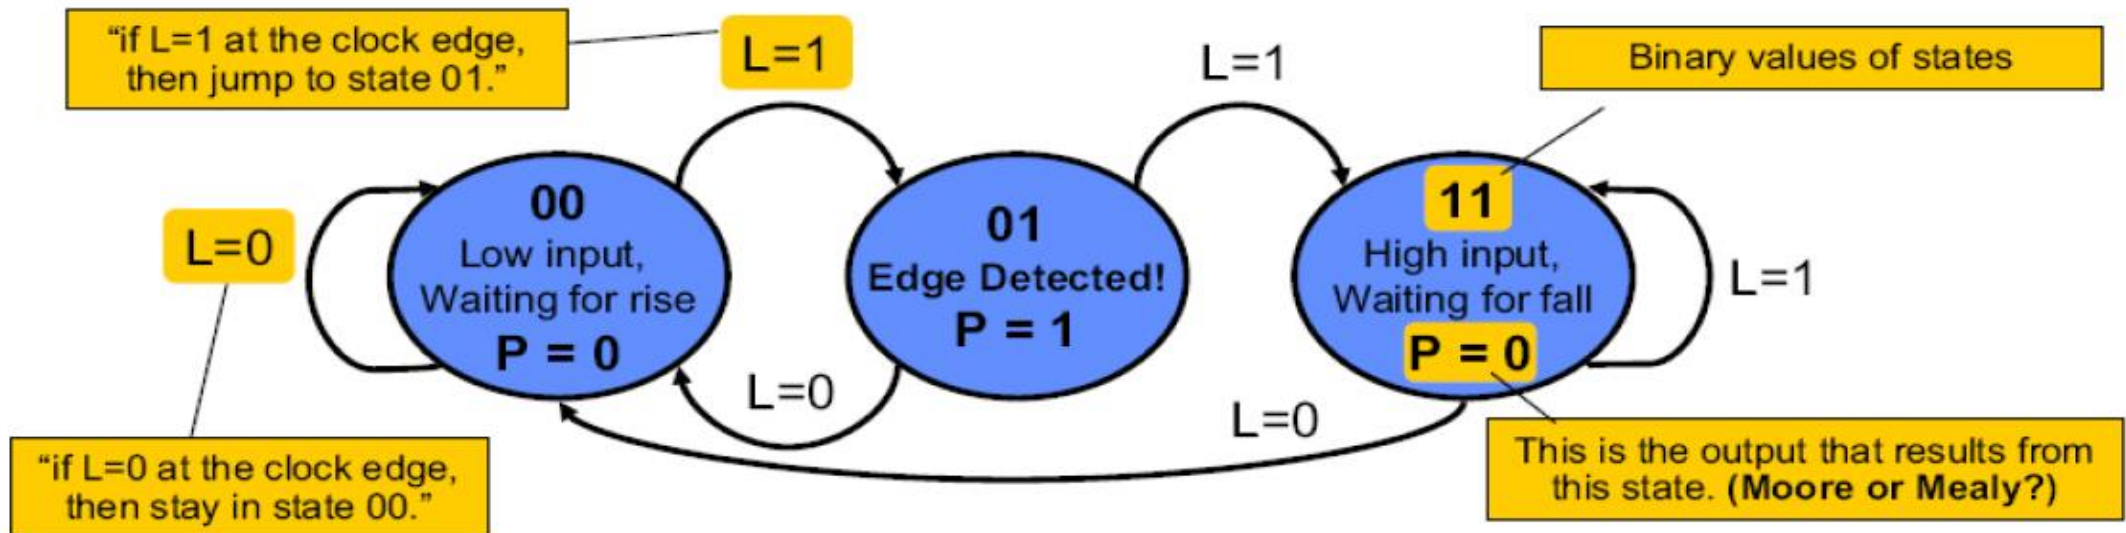 “if L=1 at the clock edge,
then jump to state 01.”
L=1
L=1
Binary values of states
L=0
00
Low input,
Waiting for rise
P = 0
01
Edge Detected!
P = 1
11
High input,
Waiting for fall
P = 0
L=1
L=0
L=0
“if L=0 at the clock edge,
then stay in state 00.”
This is the output that results from
this state. (Moore or Mealy?)